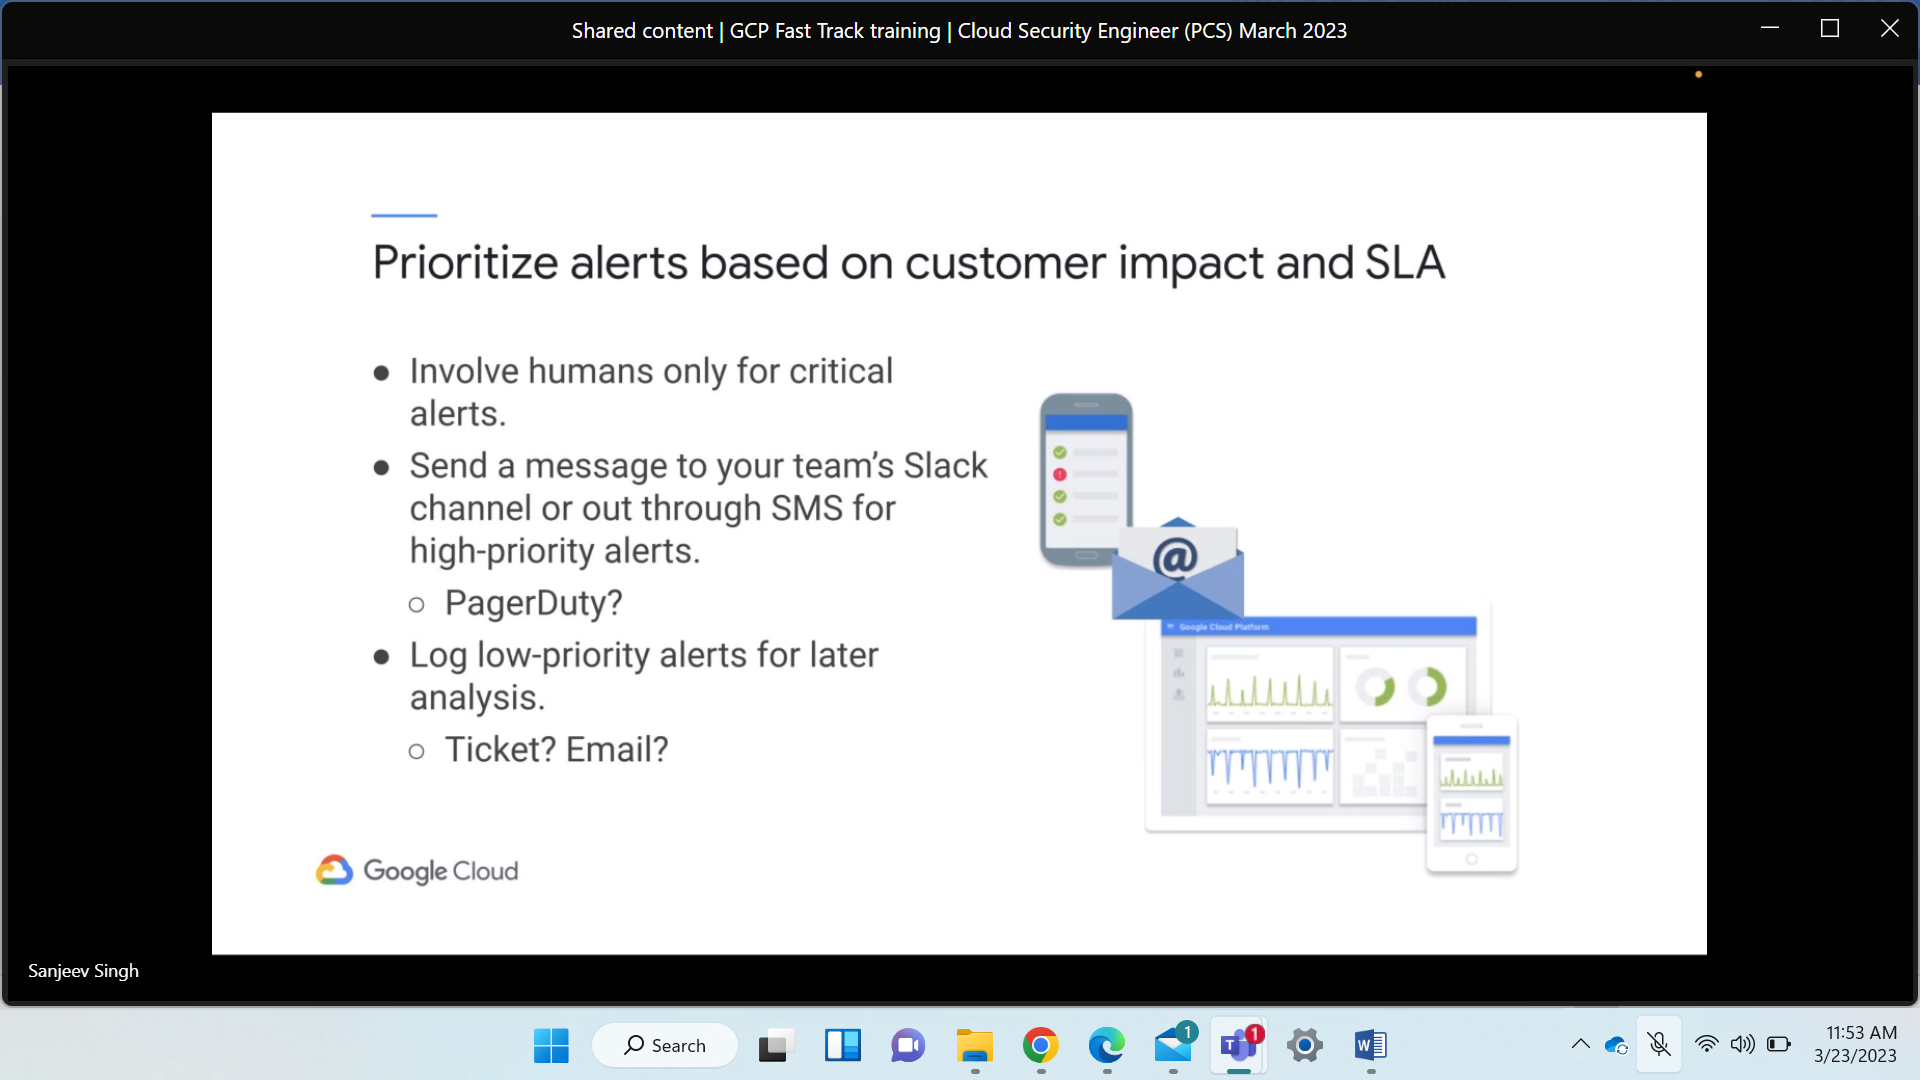 Shared content | GCP Fast Track training | Cloud Security Engineer (PCS) March 2023
Prioritize alerts based on customer impact and SLA
● Involve humans only for critical
alerts.
● Send a message to your team’s Slack
channel or out through SMS for
high-priority alerts.
○ PagerDuty?
● Log low-priority alerts for later
analysis.
○ Ticket? Email?
@
Google Cloud Platform
Google Cloud
Sanjeev Singh
Search
1
T
1
W
11:53 AM
3/23/2023